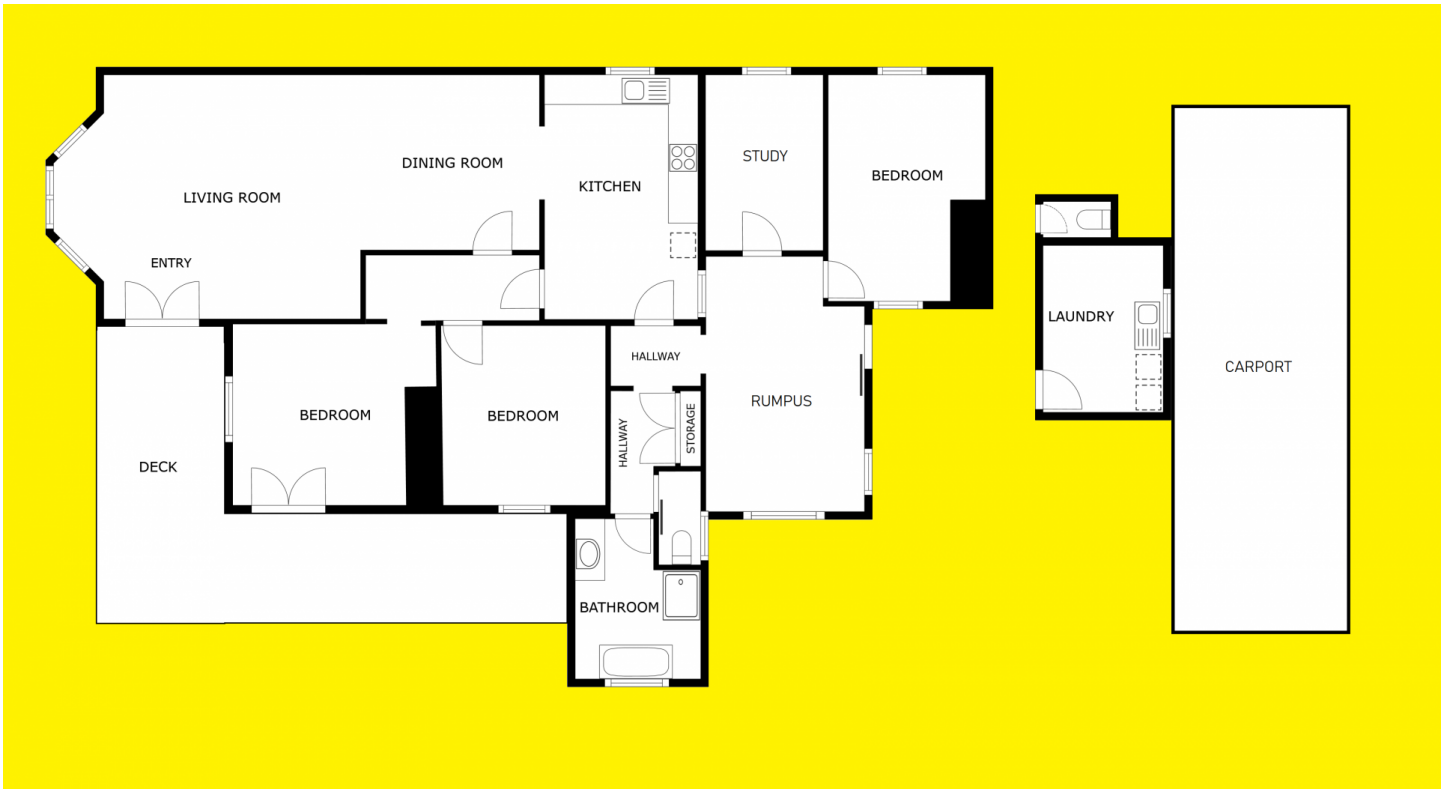 STUDY
DINING ROOM
BEDROOM
KITCHEN
LIVING ROOM
ENTRY
LAUNDRY
HALLWAY
CARPORT
RUMPUS
BEDROOM
BEDROOM
STORAGE
HALLWAY
DECK
BATHROOM